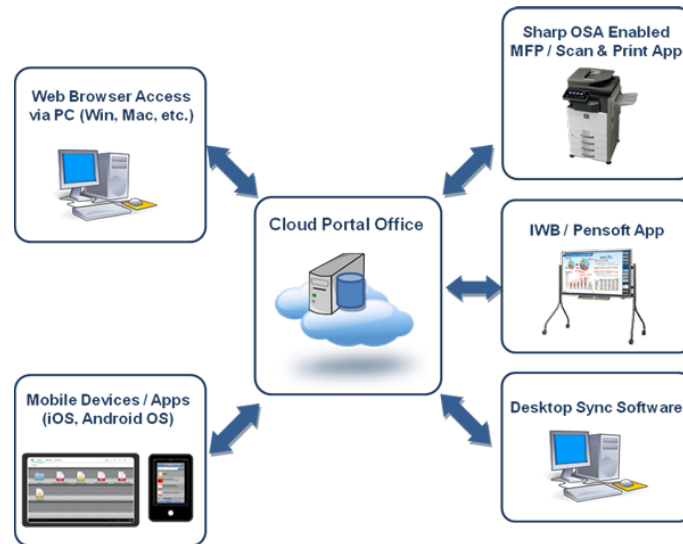 Sharp OSA Enabled
MFP / Scan & Print App
Web Browser Access
via PC (Win, Mac, etc.)
Cloud Portal Office
IWB / Pensoft App
Mobile Devices / Apps
(iOS, Android OS)
Desktop Sync Software